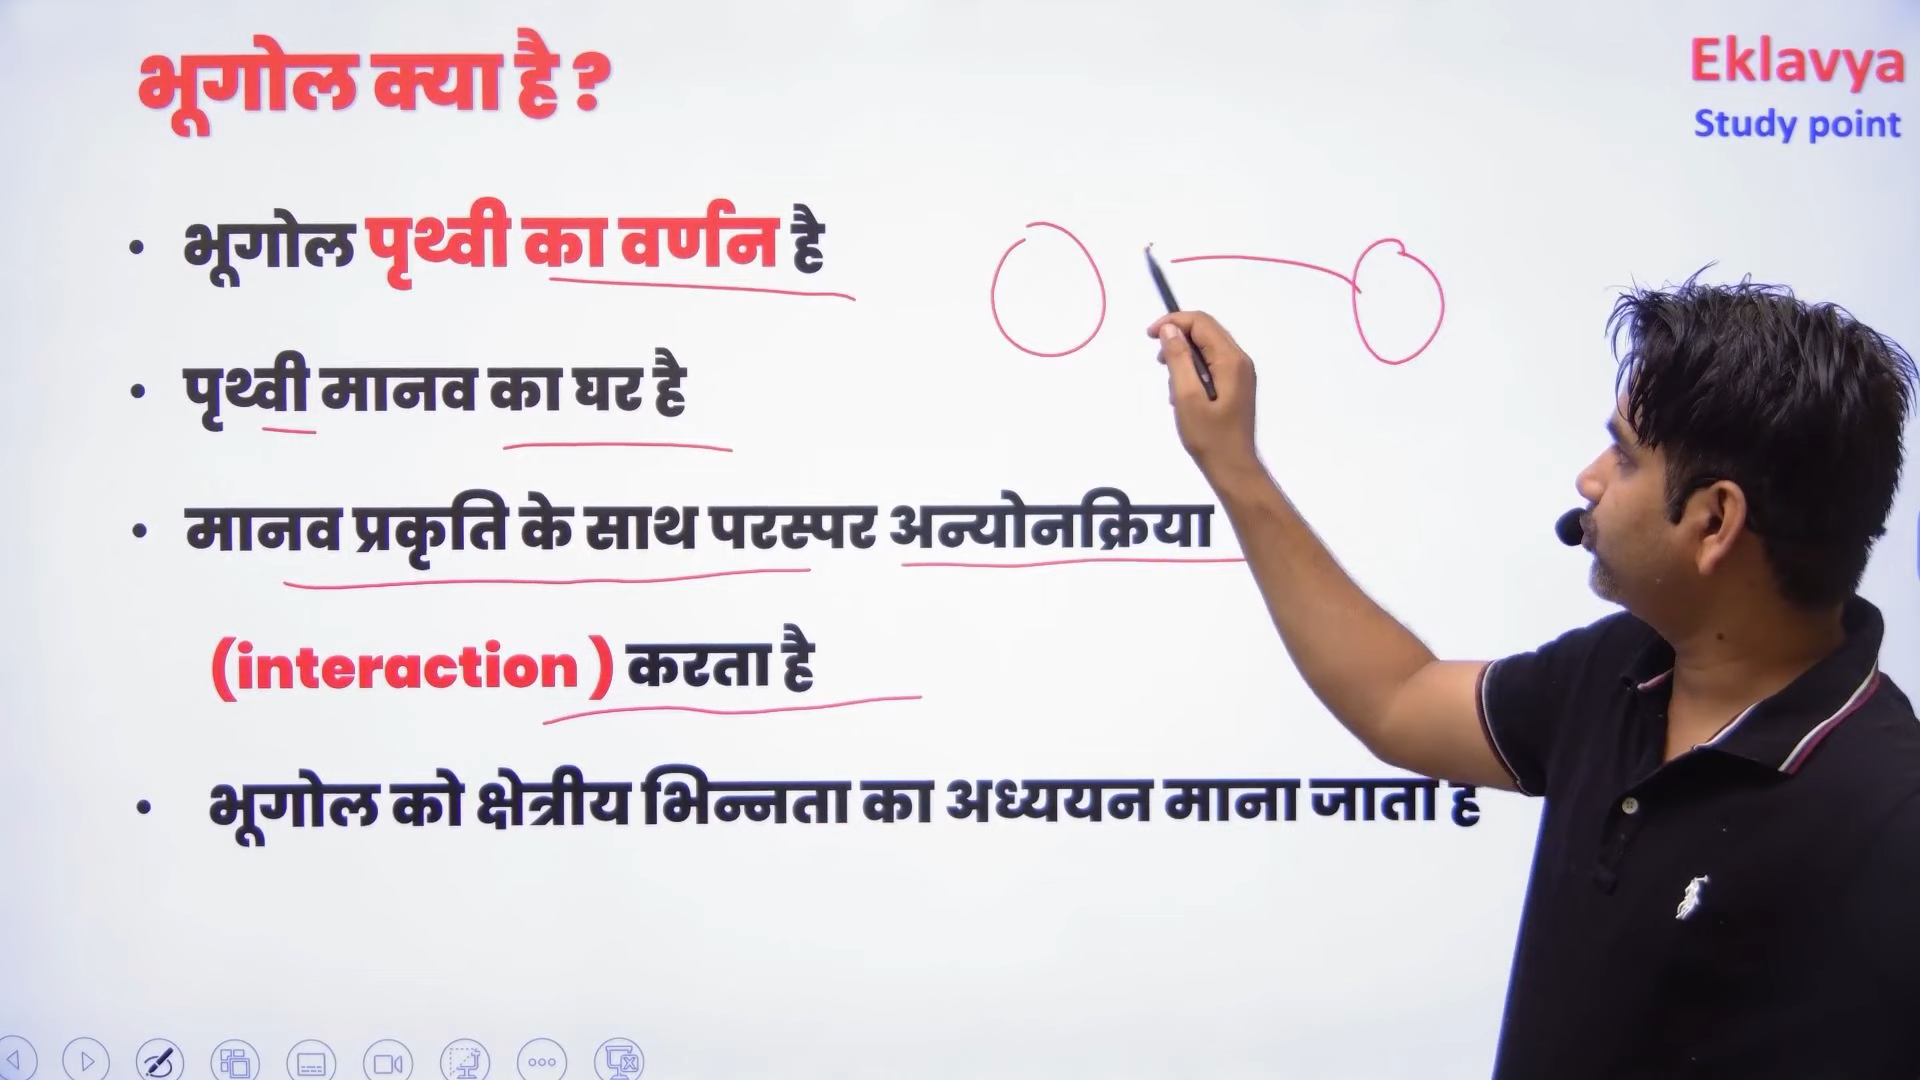 भूगोल क्या है ?
Eklavya
Study point
• भूगोल पृथ्वी का वर्णन है
• पृथ्वी मानव का घर है
• मानव प्रकृति के साथ परस्पर अन्योनक्रिया
(interaction ) करता है
• भूगोल को क्षेत्रीय भिन्नता का अध्ययन माना जाता है